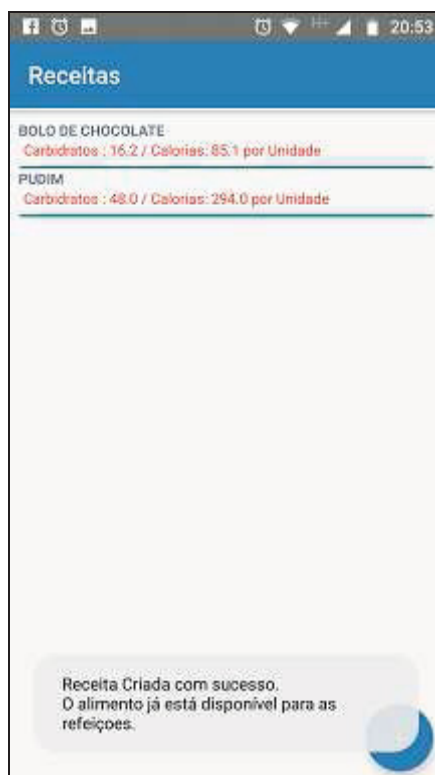 20:53
Receitas
BOLO DE CHOCOLATE
Carbidratos : 16.2 / Calorias: 85.1 por Unidade
PUDIM
Carbidratos : 48.0 / Calorias: 294.0 por Unidade
Receita Criada com sucesso.
O alimento já está disponível para as
refeiçoes.